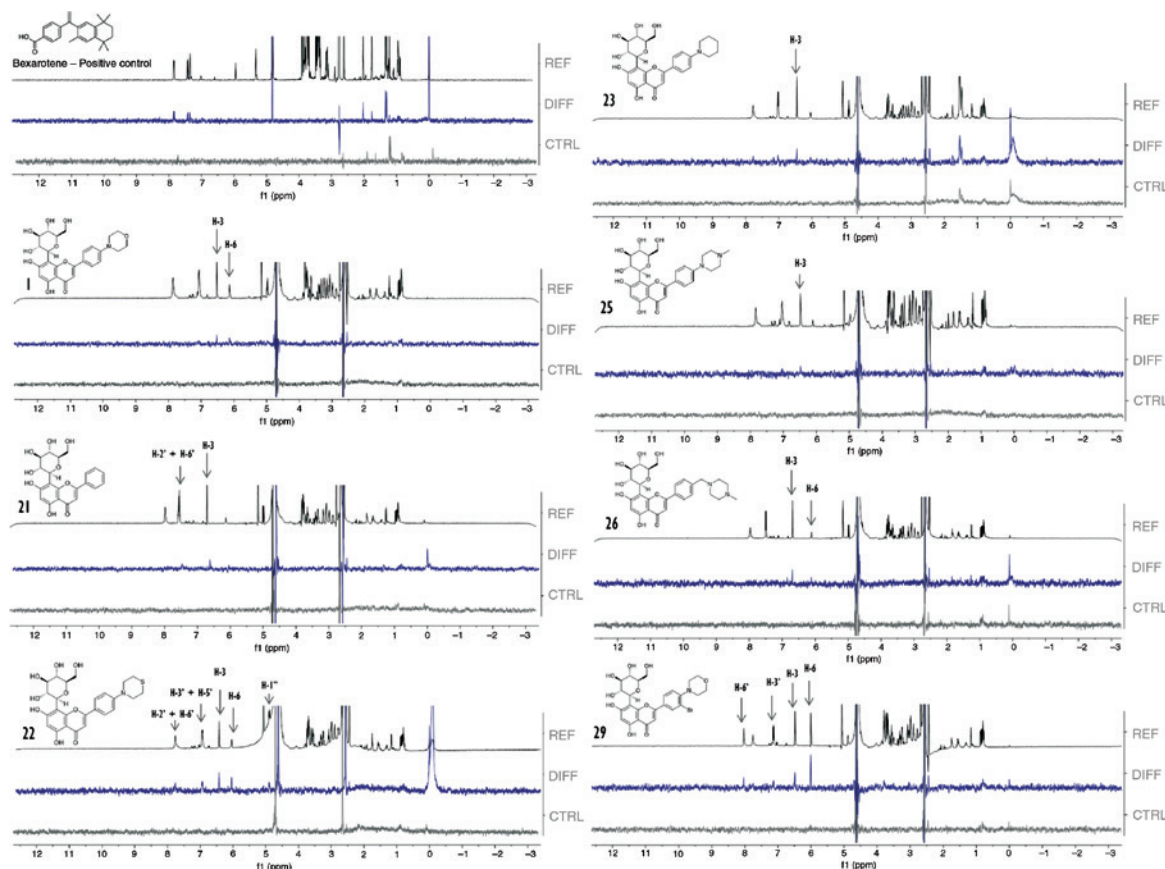 HO
O
Bexarotene – Positive control
REF
DIFF
CTRL
12 11 10 9 8 7 6 5 4 3 2 1 0 −1 −2 −3
f1 (ppm)
1
H-3
H-6
REF
DIFF
CTRL
12 11 10 9 8 7 6 5 4 3 2 1 0 −1 −2 −3
f1 (ppm)
21
H-2' + H-6'
H-3
REF
DIFF
CTRL
12 11 10 9 8 7 6 5 4 3 2 1 0 −1 −2 −3
f1 (ppm)
22
H-2' + H-6'
H-3' + H-5'
H-3
H-6
H-1''
REF
DIFF
CTRL
12 11 10 9 8 7 6 5 4 3 2 1 0 −1 −2 −3
f1 (ppm)
23
H-3
REF
DIFF
CTRL
12 11 10 9 8 7 6 5 4 3 2 1 0 −1 −2 −3
f1 (ppm)
25
H-3
REF
DIFF
CTRL
12 11 10 9 8 7 6 5 4 3 2 1 0 −1 −2 −3
f1 (ppm)
26
H-3
H-6
REF
DIFF
CTRL
12 11 10 9 8 7 6 5 4 3 2 1 0 −1 −2 −3
f1 (ppm)
29
H-6'
H-3'
H-3
H-6
REF
DIFF
CTRL
12 11 10 9 8 7 6 5 4 3 2 1 0 −1 −2 −3
f1 (ppm)